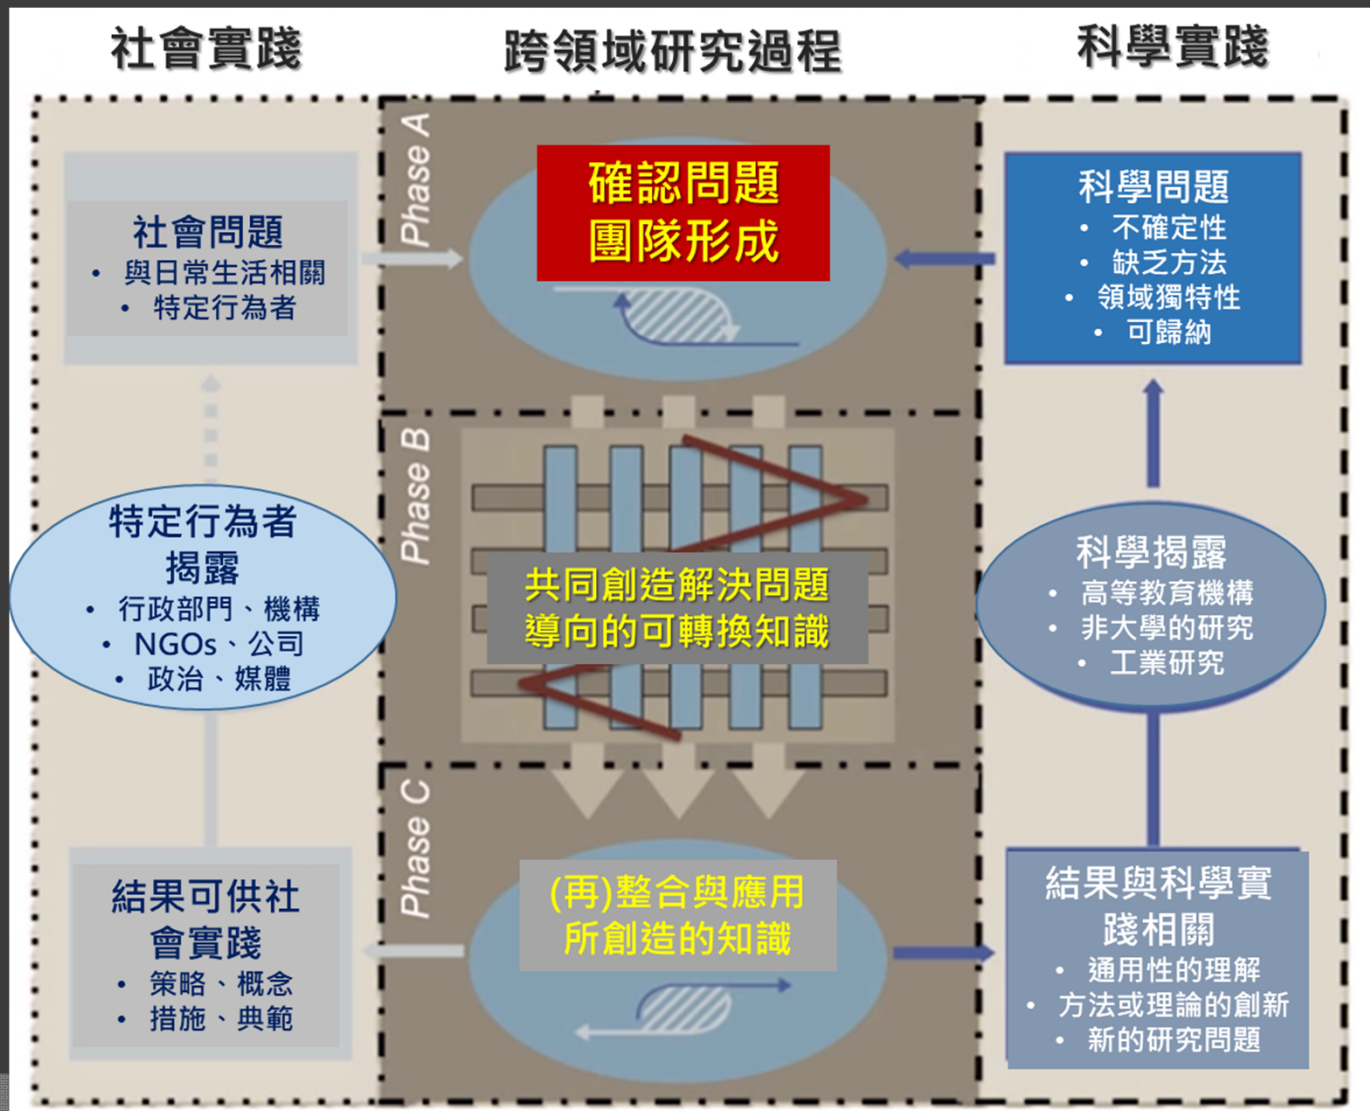 社會實踐
跨領域研究過程
科學實踐
Phase A
確認問題
團隊形成
社會問題
• 與日常生活相關
• 特定行為者
科學問題
• 不確定性
• 缺乏方法
• 領域獨特性
• 可歸納
Phase B
共同創造解決問題
導向的可轉換知識
特定行為者
揭露
• 行政部門、機構
• NGOs、公司
• 政治、媒體
科學揭露
• 高等教育機構
• 非大學的研究
• 工業研究
Phase C
(再)整合與應用
所創造的知識
結果可供社
會實踐
• 策略、概念
• 措施、典範
結果與科學實
踐相關
• 通用性的理解
• 方法或理論的創新
• 新的研究問題